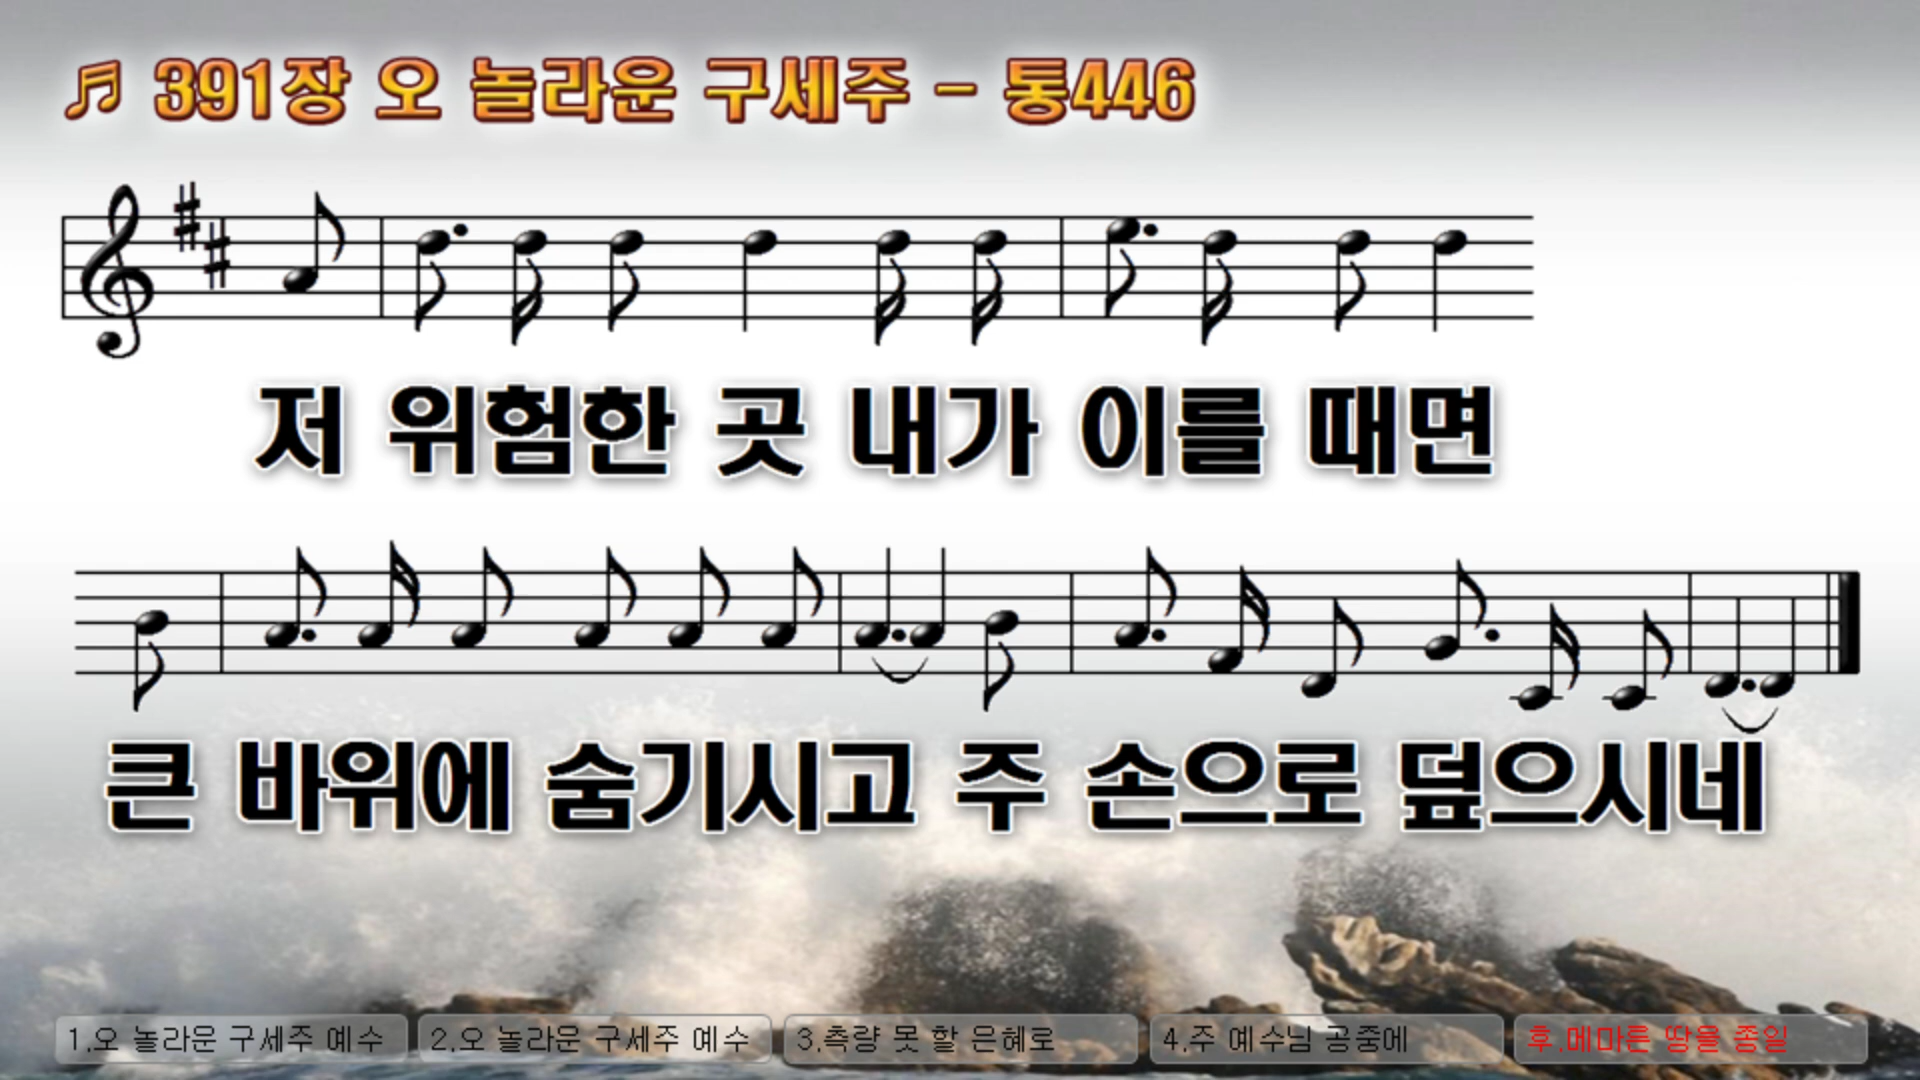 ♬ 391장 오 놀라운 구세주 - 통446
저 위험한 곳 내가 이를 때면
큰 바위에 숨기시고 주 손으로 덮으시네
1.오 놀라운 구세주 예수 2.오 놀라운 구세주 예수 3.측량 못 할 은혜로 4.주 예수님 공중에 후.메마른 땅을 종일